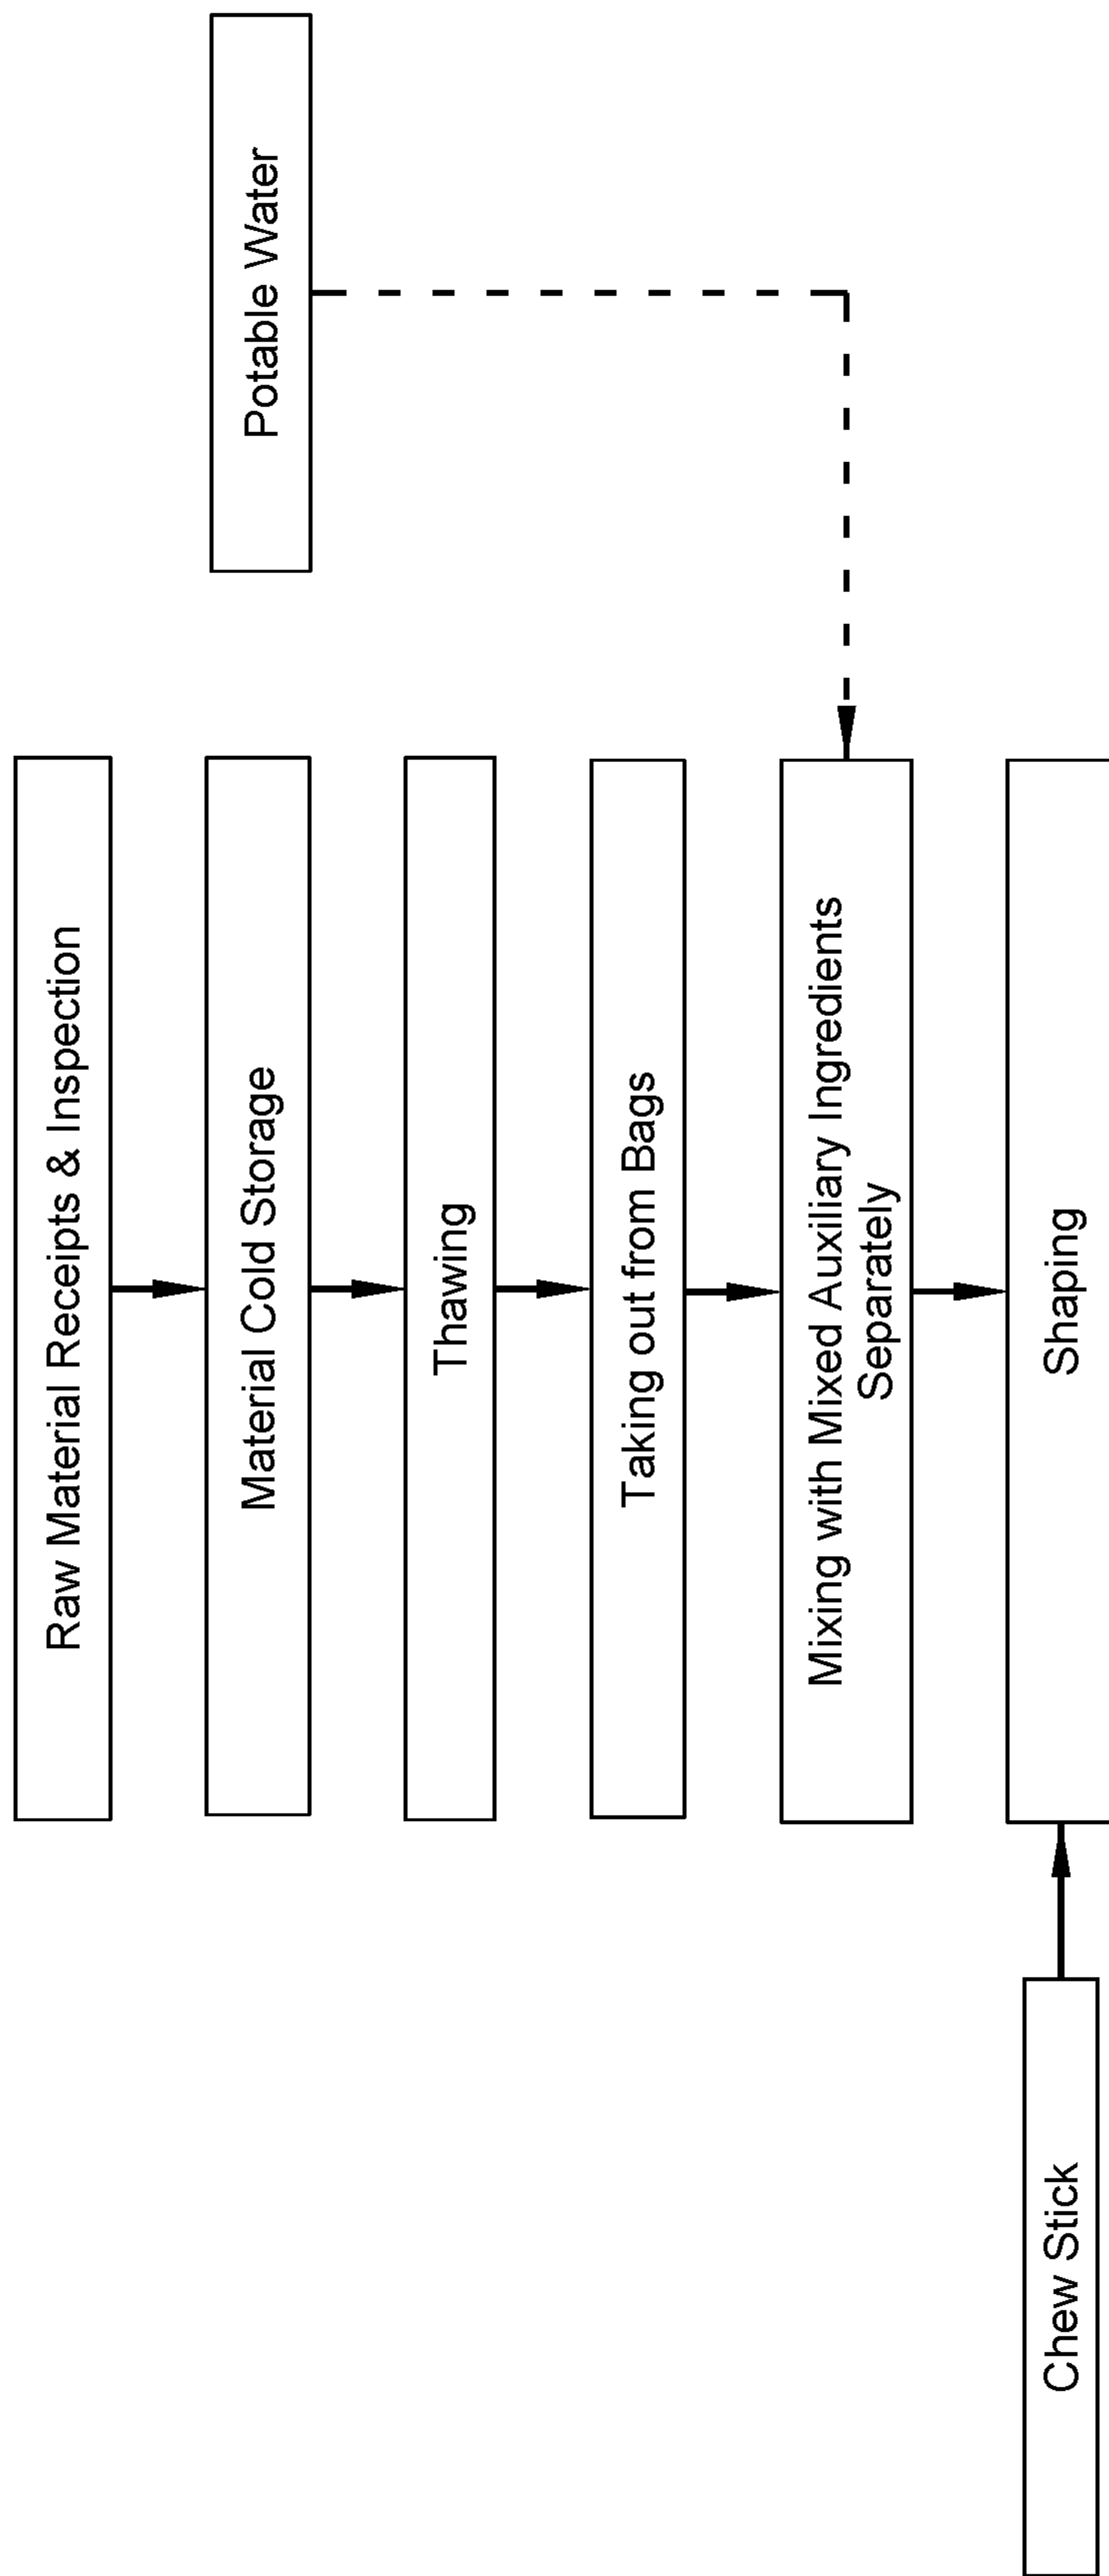 Raw Material Receipts & Inspection
Potable Water
Material Cold Storage
Thawing
Taking out from Bags
Mixing with Mixed Auxiliary Ingredients
Separately
Chew Stick
Shaping